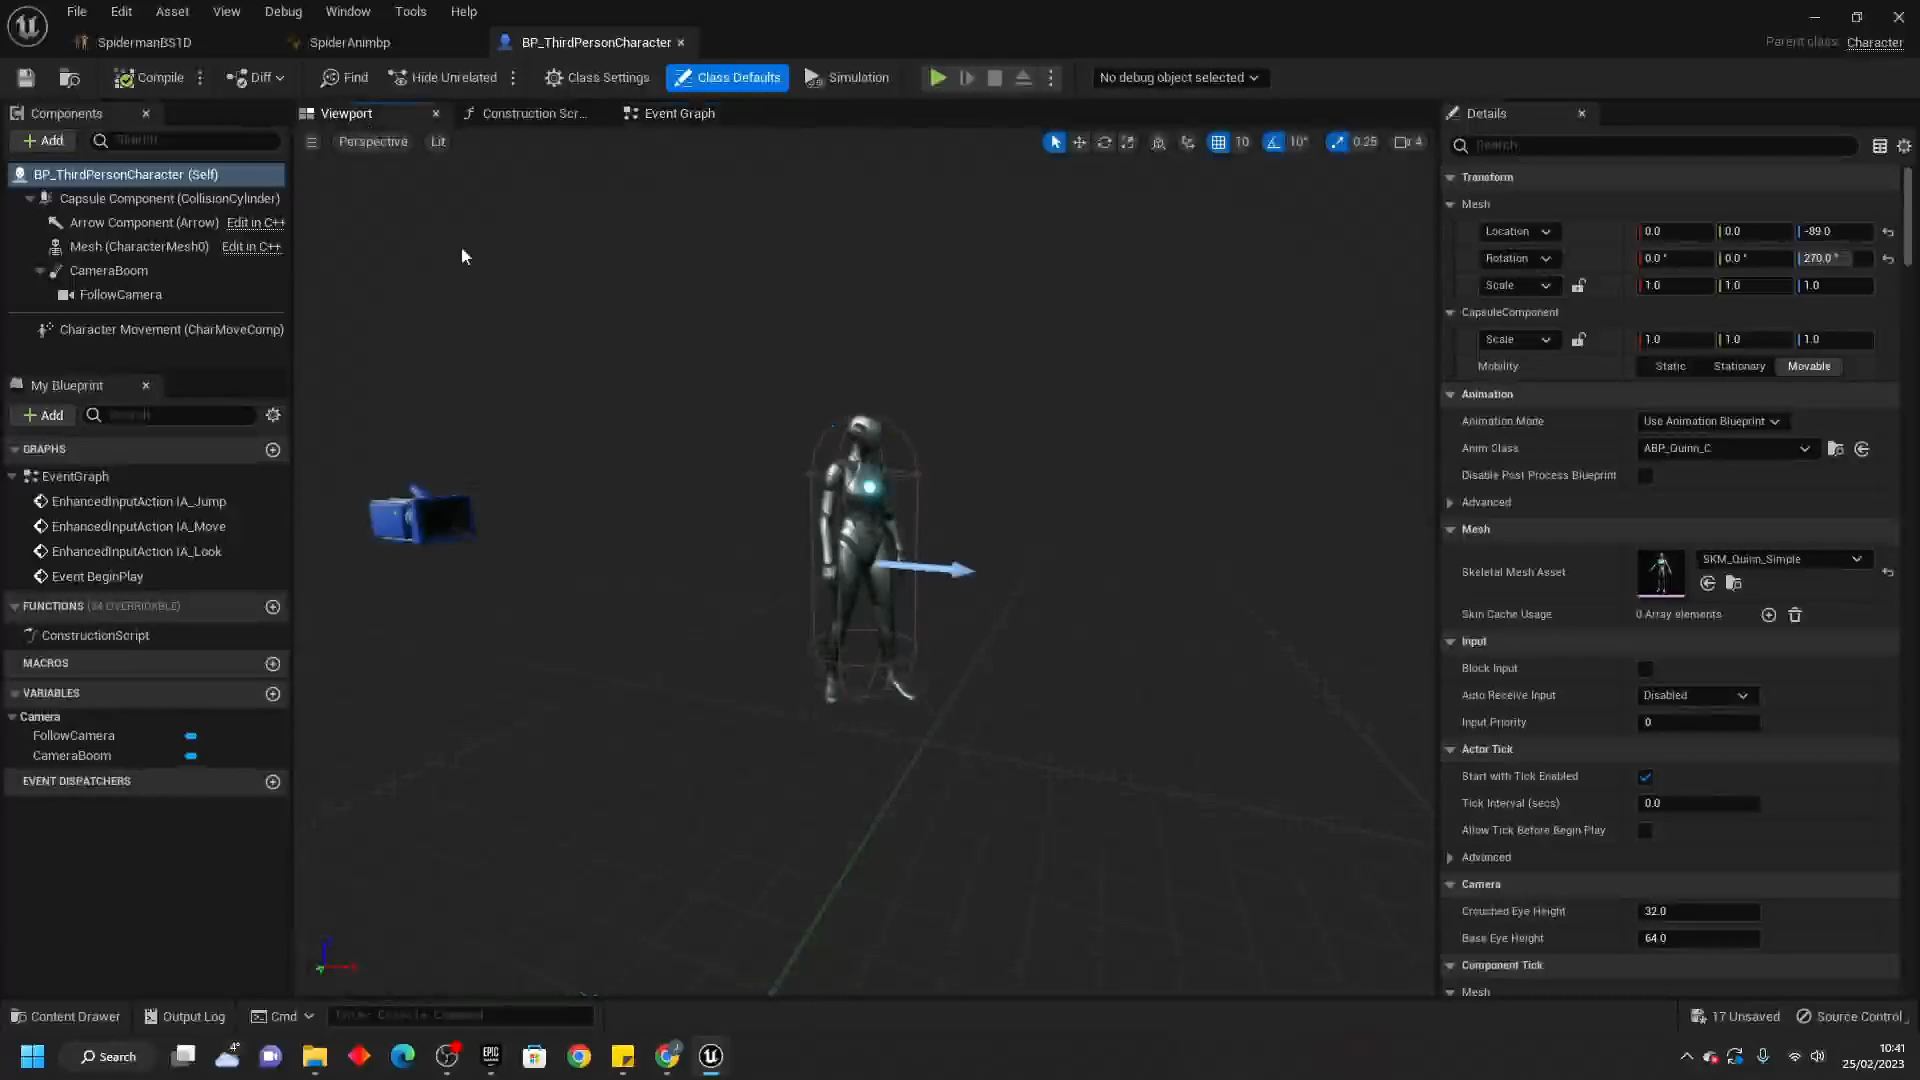 File Edit Asset View Debug Window Tools Help
SpidermanBS1D SpiderAnimbp BP_ThirdPersonCharacter
Parent class: Character
Compile Diff Find Hide Unrelated Class Settings Class Defaults Simulation No debug object selected
Components
Add Search
BP_ThirdPersonCharacter (Self)
Capsule Component (CollisionCylinder)
Arrow Component (Arrow) Edit in C++
Mesh (CharacterMesh0) Edit in C++
CameraBoom
FollowCamera
Character Movement (CharMoveComp)
My Blueprint
Add Search
GRAPHS
EventGraph
EnhancedInputAction IA_Jump
EnhancedInputAction IA_Move
EnhancedInputAction IA_Look
Event BeginPlay
FUNCTIONS (34 OVERRIDABLE)
ConstructionScript
MACROS
VARIABLES
Camera
FollowCamera
CameraBoom
EVENT DISPATCHERS
Viewport Construction Scr... Event Graph
Perspective Lit
10 10° 0.25 4
Details
Search
Transform
Mesh
Location 0.0 0.0 -89.0
Rotation 0.0 ° 0.0 ° 270.0 °
Scale 1.0 1.0 1.0
CapsuleComponent
Scale 1.0 1.0 1.0
Mobility Static Stationary Movable
Animation
Animation Mode Use Animation Blueprint
Anim Class ABP_Quinn_C
Disable Post Process Blueprint
Advanced
Mesh
Skeletal Mesh Asset SKM_Quinn_Simple
Skin Cache Usage 0 Array elements
Input
Block Input
Auto Receive Input Disabled
Input Priority 0
Actor Tick
Start with Tick Enabled
Tick Interval (secs) 0.0
Allow Tick Before Begin Play
Advanced
Camera
Crouched Eye Height 32.0
Base Eye Height 64.0
Component Tick
Mesh
Content Drawer Output Log Cmd Enter Console Command
17 Unsaved Source Control
Search 4° EPIC
10:41
25/02/2023